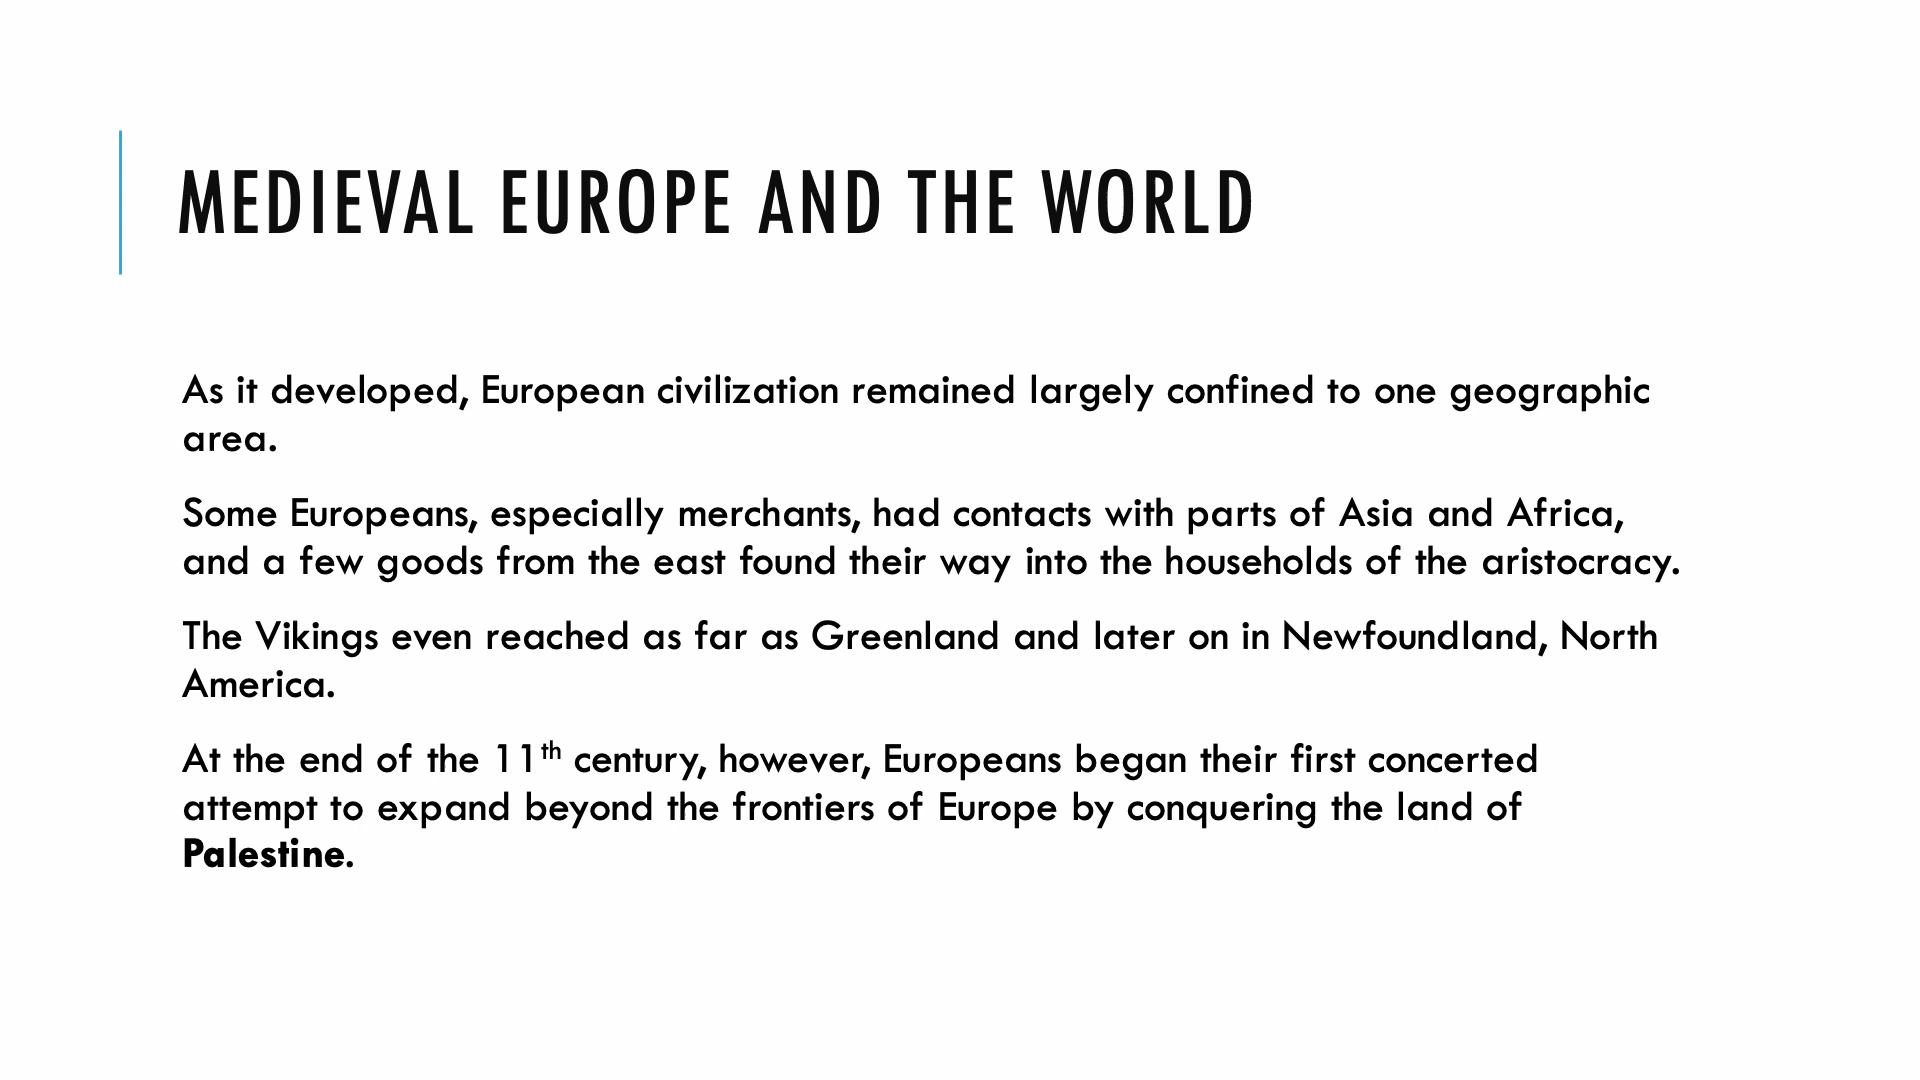 MEDIEVAL EUROPE AND THE WORLD
As it developed, European civilization remained largely confined to one geographic
area.
Some Europeans, especially merchants, had contacts with parts of Asia and Africa,
and a few goods from the east found their way into the households of the aristocracy.
The Vikings even reached as far as Greenland and later on in Newfoundland, North
America.
At the end of the 11th century, however, Europeans began their first concerted
attempt to expand beyond the frontiers of Europe by conquering the land of
Palestine.